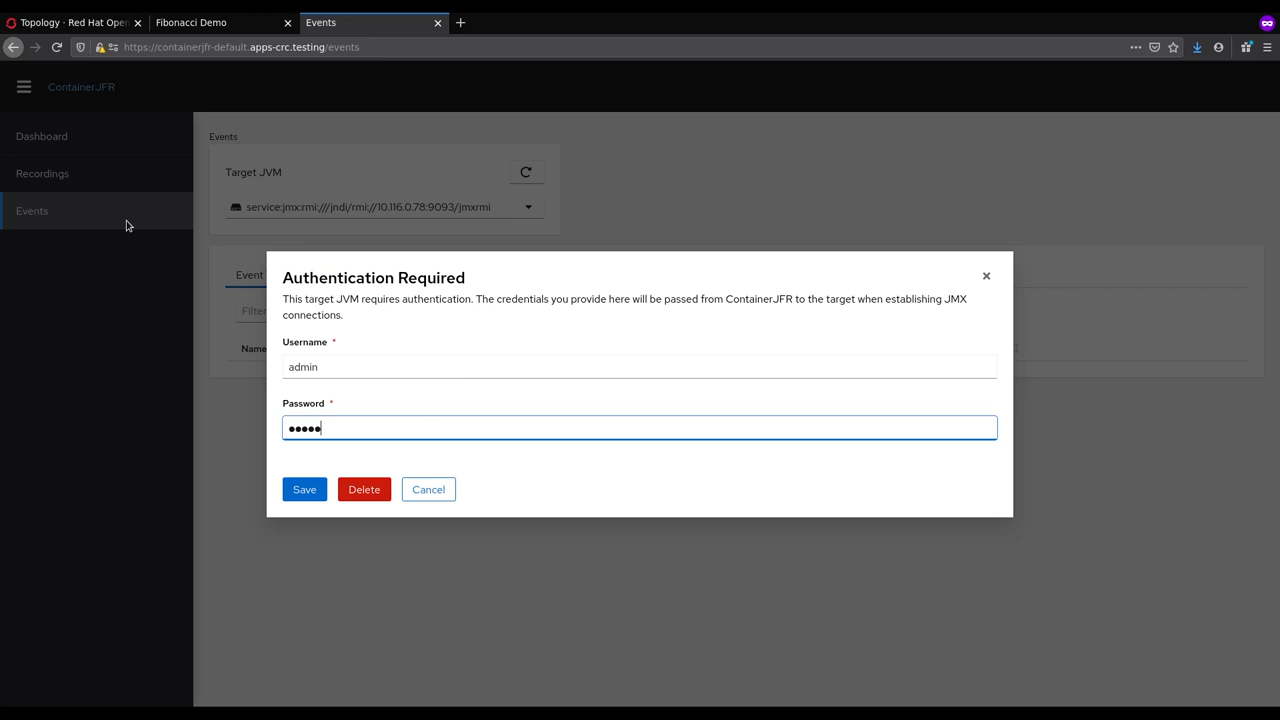 Topology - Red Hat Open
Fibonacci Demo
Events
https://containerjfr-default.apps-crc.testing/events
ContainerJFR
Dashboard
Recordings
Events
Events
Target JVM
service:jmx:rmi:///jndi/rmi://10.116.0.78:9093/jmxrmi
Event
Filter
Name
Authentication Required
This target JVM requires authentication. The credentials you provide here will be passed from ContainerJFR to the target when establishing JMX
connections.
Username *
admin
Password *
●●●●●
Save
Delete
Cancel